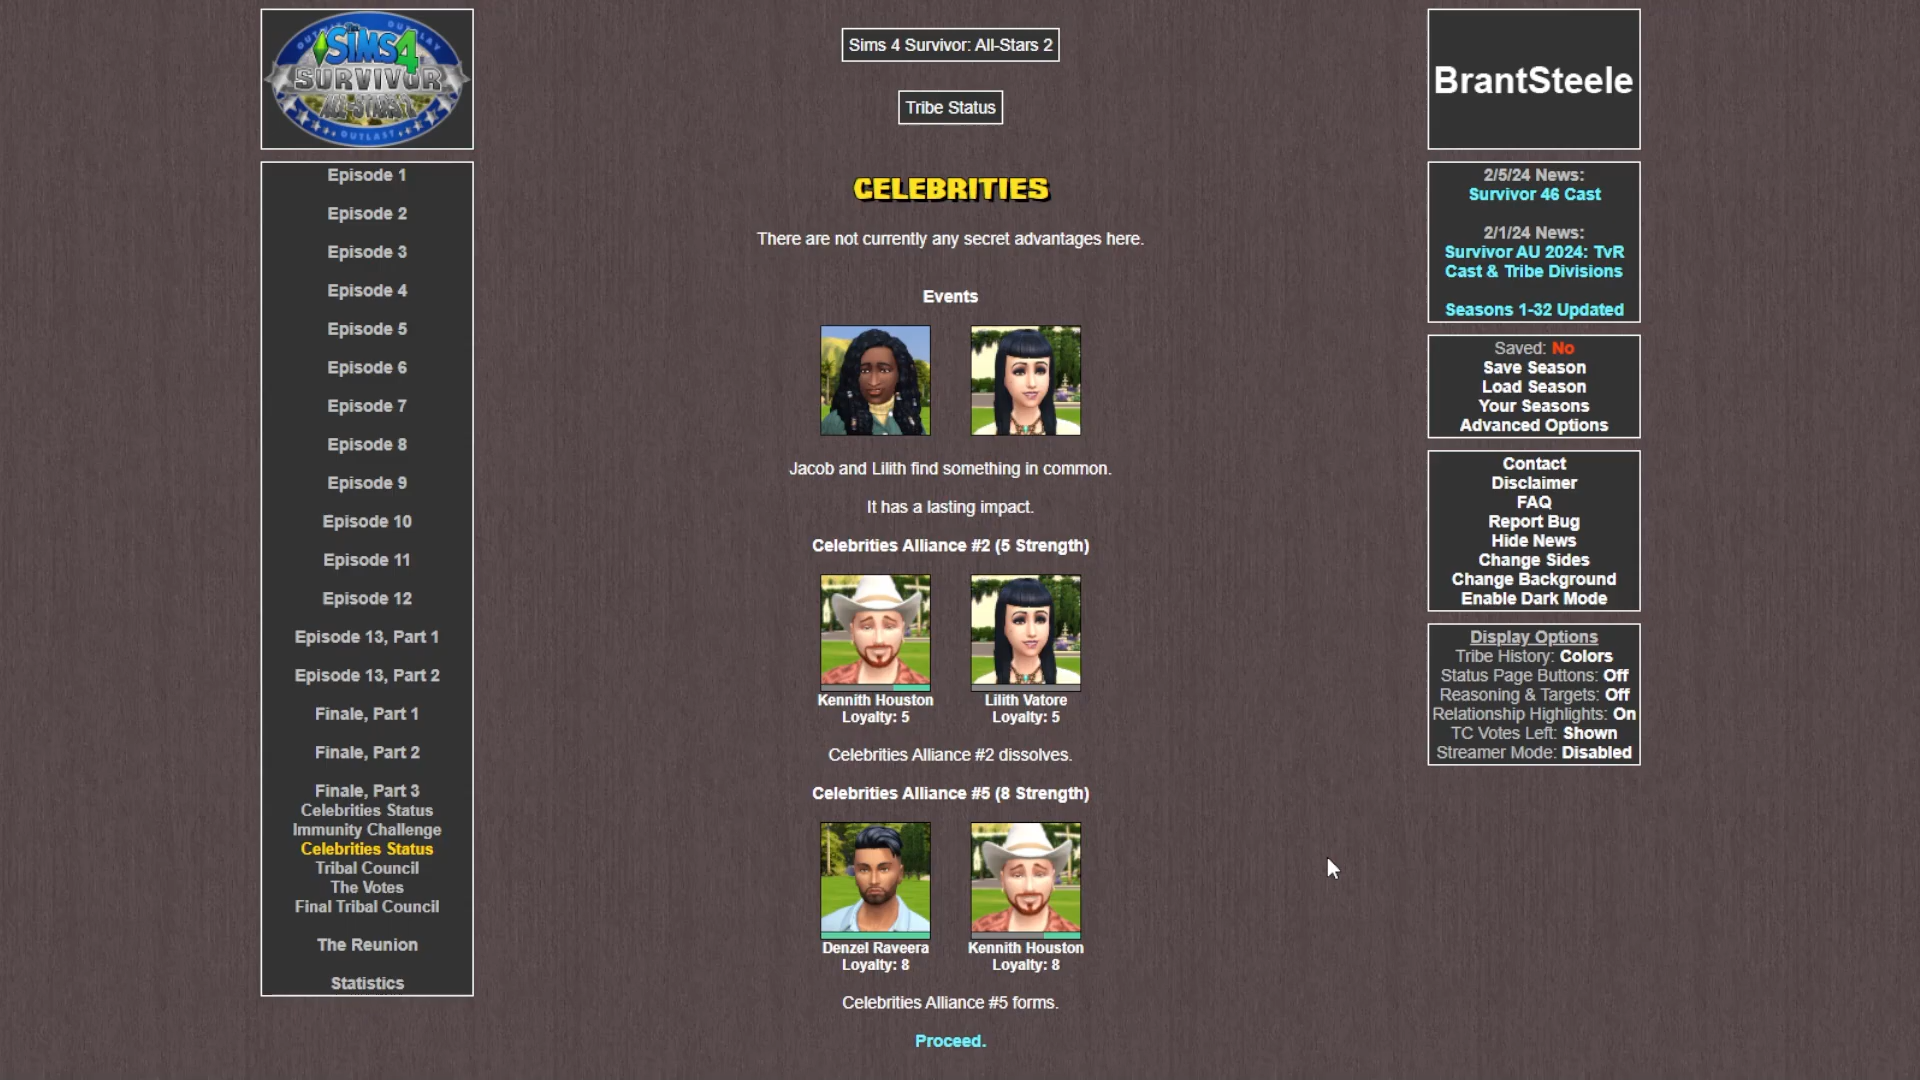 OUTWIT OUTPLAY
The SiMS 4
SURVIVOR
ALL-STARS 2
OUTLAST
Episode 1
Episode 2
Episode 3
Episode 4
Episode 5
Episode 6
Episode 7
Episode 8
Episode 9
Episode 10
Episode 11
Episode 12
Episode 13, Part 1
Episode 13, Part 2
Finale, Part 1
Finale, Part 2
Finale, Part 3
Celebrities Status
Immunity Challenge
Celebrities Status
Tribal Council
The Votes
Final Tribal Council
The Reunion
Statistics
Sims 4 Survivor: All-Stars 2
Tribe Status
CELEBRITIES
There are not currently any secret advantages here.
Events
Jacob and Lilith find something in common.
It has a lasting impact.
Celebrities Alliance #2 (5 Strength)
Kennith Houston Lilith Vatore
Loyalty: 5 Loyalty: 5
Celebrities Alliance #2 dissolves.
Celebrities Alliance #5 (8 Strength)
Denzel Raveera Kennith Houston
Loyalty: 8 Loyalty: 8
Celebrities Alliance #5 forms.
Proceed.
BrantSteele
2/5/24 News:
Survivor 46 Cast
2/1/24 News:
Survivor AU 2024: TvR
Cast & Tribe Divisions
Seasons 1-32 Updated
Saved: No
Save Season
Load Season
Your Seasons
Advanced Options
Contact
Disclaimer
FAQ
Report Bug
Hide News
Change Sides
Change Background
Enable Dark Mode
Display Options
Tribe History: Colors
Status Page Buttons: Off
Reasoning & Targets: Off
Relationship Highlights: On
TC Votes Left: Shown
Streamer Mode: Disabled